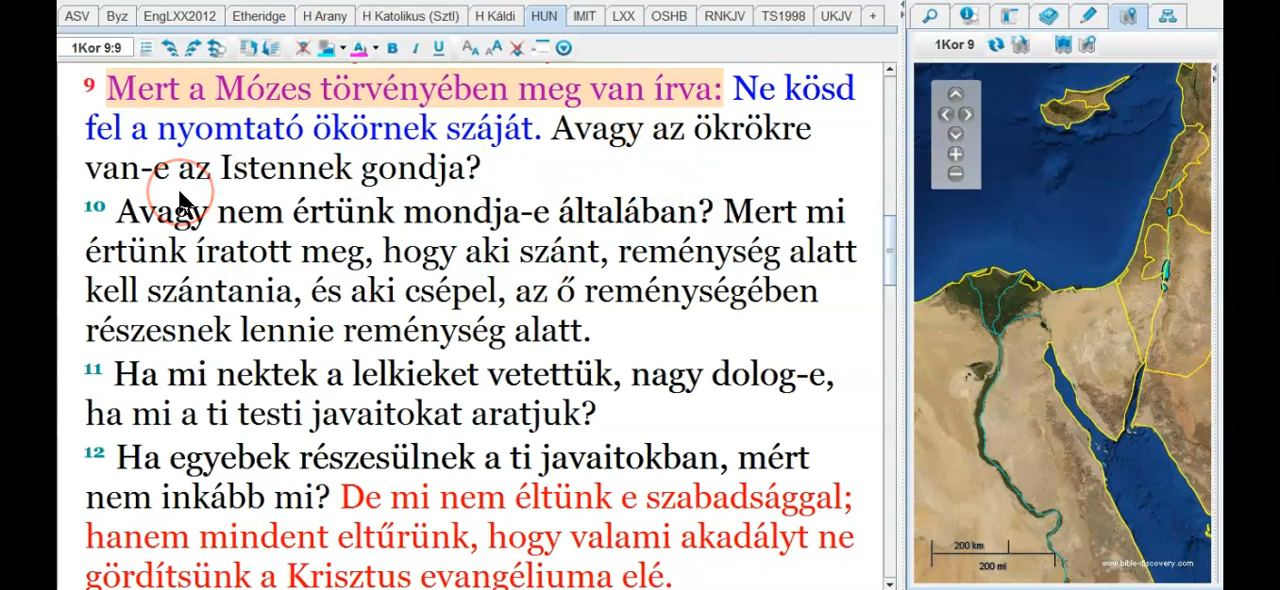 ASV Byz EngLXX2012 Etheridge H Arany H Katolikus (SztI) H Káldi HUN IMIT LXX OSHB RNKJV TS1998 UKJV +
1Kor 9:9
1Kor 9
9 Mert a Mózes törvényében meg van írva: Ne kösd
fel a nyomtató ökörnek száját. Avagy az ökrökre
van-e az Istennek gondja?
10 Avagy nem értünk mondja-e általában? Mert mi
értünk íratott meg, hogy aki szánt, reménység alatt
kell szántania, és aki csépel, az ő reménységében
részesnek lennie reménység alatt.
11 Ha mi nektek a lelkieket vetettük, nagy dolog-e,
ha mi a ti testi javaitokat aratjuk?
12 Ha egyebek részesülnek a ti javaitokban, mért
nem inkább mi? De mi nem éltünk e szabadsággal;
hanem mindent eltűrünk, hogy valami akadályt ne
gördítsünk a Krisztus evangéliuma elé.
200 km
200 mi
www.bible-discovery.com